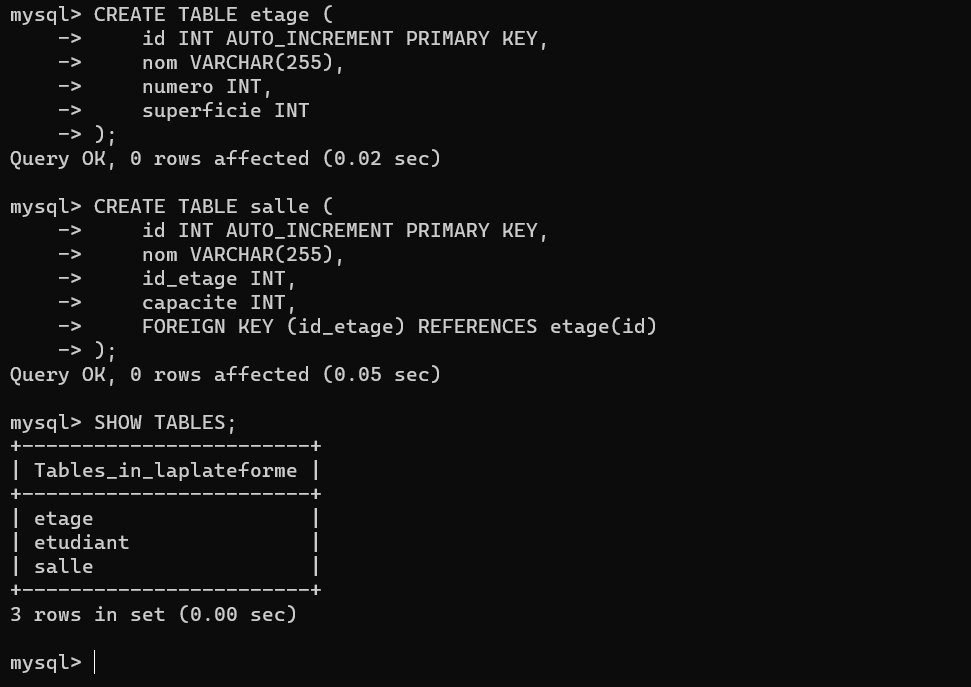 mysql> CREATE TABLE etage (
    ->     id INT AUTO_INCREMENT PRIMARY KEY,
    ->     nom VARCHAR(255),
    ->     numero INT,
    ->     superficie INT
    -> );
Query OK, 0 rows affected (0.02 sec)

mysql> CREATE TABLE salle (
    ->     id INT AUTO_INCREMENT PRIMARY KEY,
    ->     nom VARCHAR(255),
    ->     id_etage INT,
    ->     capacite INT,
    ->     FOREIGN KEY (id_etage) REFERENCES etage(id)
    -> );
Query OK, 0 rows affected (0.05 sec)

mysql> SHOW TABLES;
+------------------------+
| Tables_in_laplateforme |
+------------------------+
| etage                  |
| etudiant               |
| salle                  |
+------------------------+
3 rows in set (0.00 sec)

mysql>